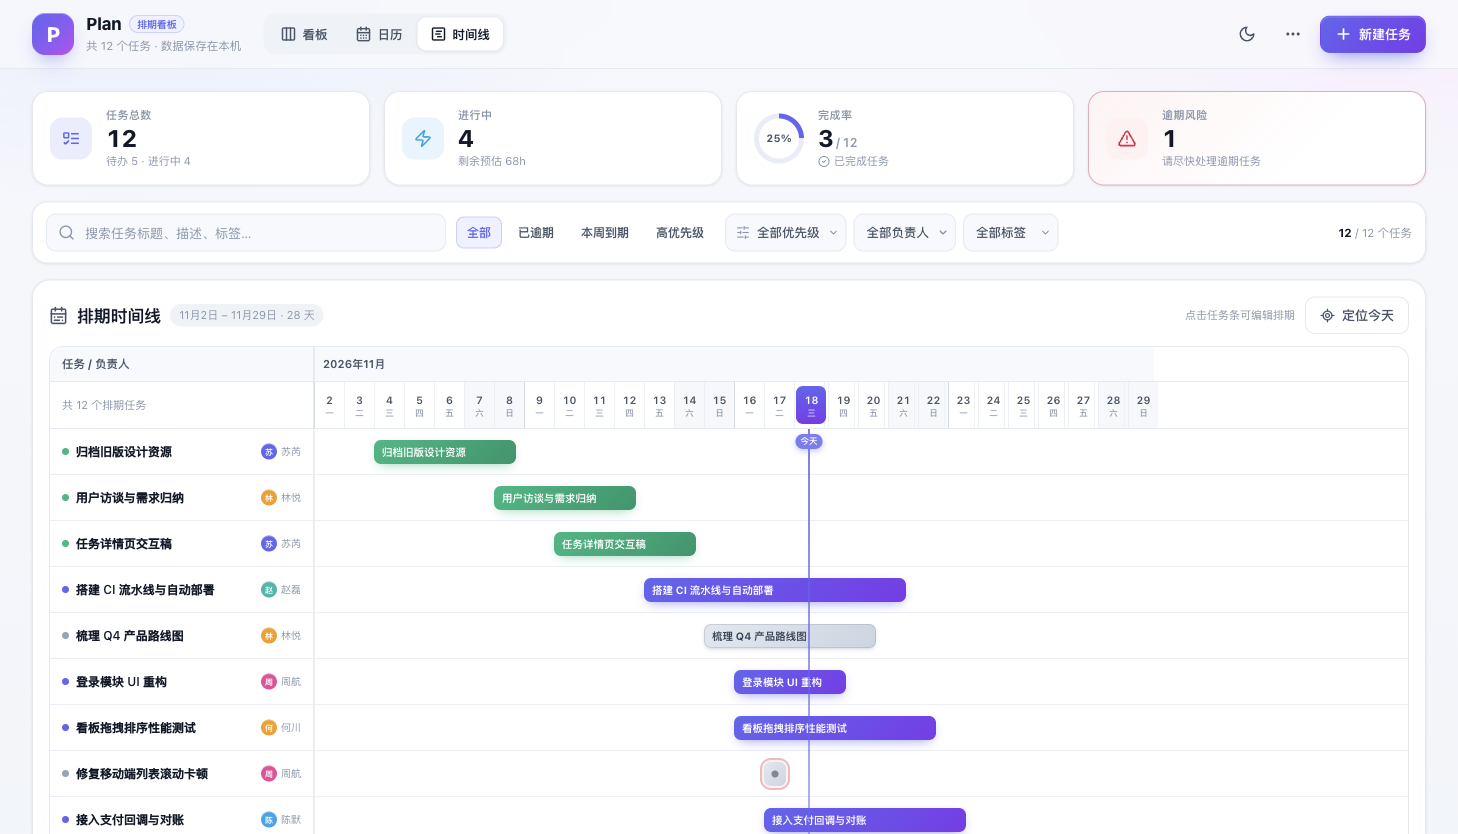 P
Plan 排期看板
共 12 个任务 · 数据保存在本机
看板 日历 时间线
新建任务
任务总数
12
待办 5 · 进行中 4
进行中
4
剩余预估 68h
25%
完成率
3 / 12
已完成任务
逾期风险
1
请尽快处理逾期任务
搜索任务标题、描述、标签...
全部 已逾期 本周到期 高优先级 全部优先级 全部负责人 全部标签
12 / 12 个任务
排期时间线 11月2日 – 11月29日 · 28 天
点击任务条可编辑排期 定位今天
任务 / 负责人 2026年11月
共 12 个排期任务
2 3 4 5 6 7 8 9 10 11 12 13 14 15 16 17 18 19 20 21 22 23 24 25 26 27 28 29
一 二 三 四 五 六 日 一 二 三 四 五 六 日 一 二 三 四 五 六 日 一 二 三 四 五 六 日
今天
归档旧版设计资源 苏 苏芮 归档旧版设计资源
用户访谈与需求归纳 林 林悦 用户访谈与需求归纳
任务详情页交互稿 苏 苏芮 任务详情页交互稿
搭建 CI 流水线与自动部署 赵 赵磊 搭建 CI 流水线与自动部署
梳理 Q4 产品路线图 林 林悦 梳理 Q4 产品路线图
登录模块 UI 重构 周 周航 登录模块 UI 重构
看板拖拽排序性能测试 何 何川 看板拖拽排序性能测试
修复移动端列表滚动卡顿 周 周航
接入支付回调与对账 陈 陈默 接入支付回调与对账